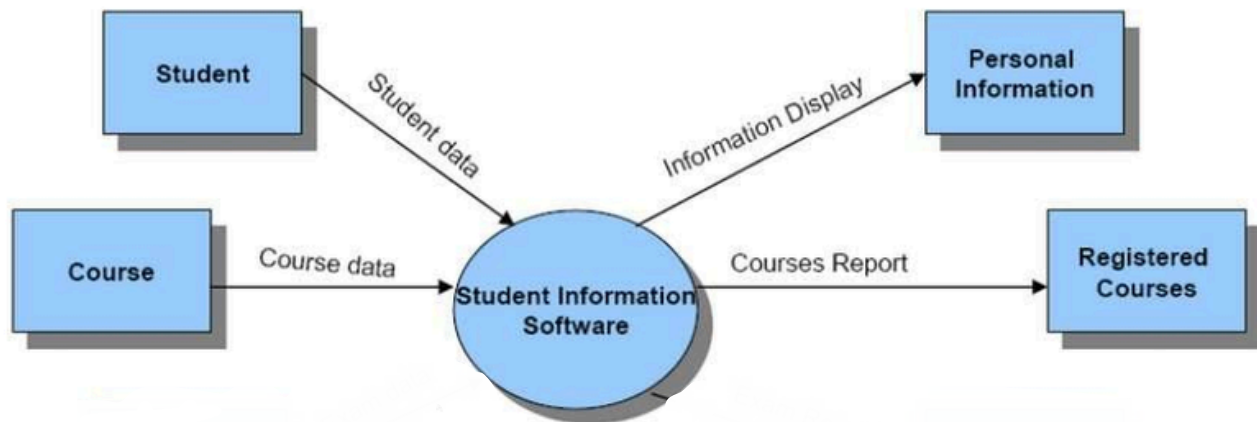 Student
Student data
Information Display
Personal
Information
Course
Course data
Student Information
Software
Courses Report
Registered
Courses